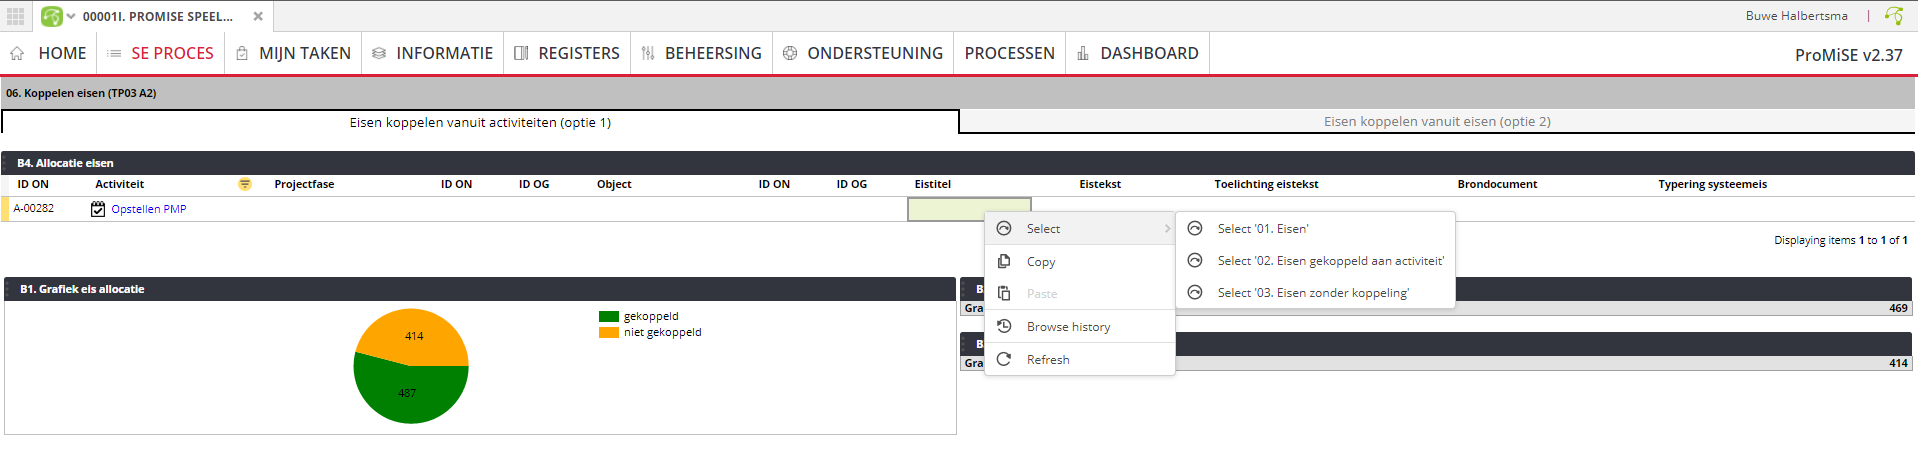 00001I. PROMISE SPEEL...
Buwe Halbertsma
HOME SE PROCES MIJN TAKEN INFORMATIE REGISTERS BEHEERSING ONDERSTEUNING PROCESSEN DASHBOARD ProMiSE v2.37
06. Koppelen eisen (TP03 A2)
Eisen koppelen vanuit activiteiten (optie 1) Eisen koppelen vanuit eisen (optie 2)
B4. Allocatie eisen
ID ON Activiteit Projectfase ID ON ID OG Object ID ON ID OG Eistitel Eistekst Toelichting eistekst Brondocument Typering systeemeis
A-00282 Opstellen PMP
Select
Copy
Paste
Browse history
Refresh
Select '01. Eisen'
Select '02. Eisen gekoppeld aan activiteit'
Select '03. Eisen zonder koppeling'
Displaying items 1 to 1 of 1
B1. Grafiek eis allocatie
gekoppeld
niet gekoppeld
414
487
B
Gra 469
B
Gra 414